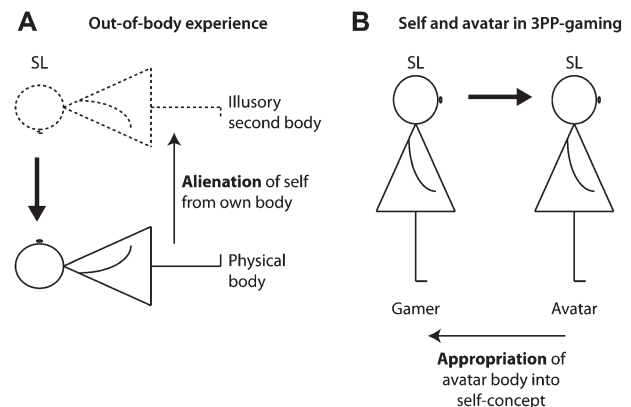 A
Out-of-body experience
SL
Illusory
second body
Alienation of self
from own body
Physical
body
B
Self and avatar in 3PP-gaming
SL
SL
Gamer
Avatar
Appropriation of
avatar body into
self-concept